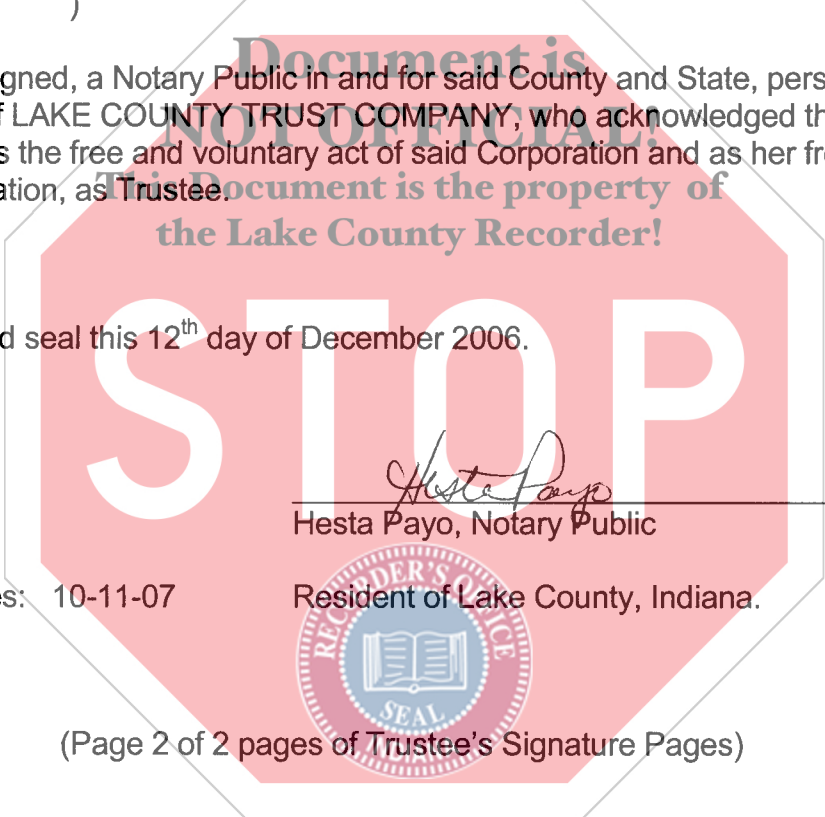 )
Document is
gned, a Notary Public in and for said County and State, pers
f LAKE COUNTY TRUST COMPANY, who acknowledged th
NOT OFFICIAL!
s the free and voluntary act of said Corporation and as her fr
ation, as Trustee.
This Document is the property of
the Lake County Recorder!
STOP
d seal this 12th day of December 2006.
Hesta Payo
Hesta Payo, Notary Public
es: 10-11-07 Resident of Lake County, Indiana.
RECORDER'S OFFICE
SEAL
(Page 2 of 2 pages of Trustee's Signature Pages)